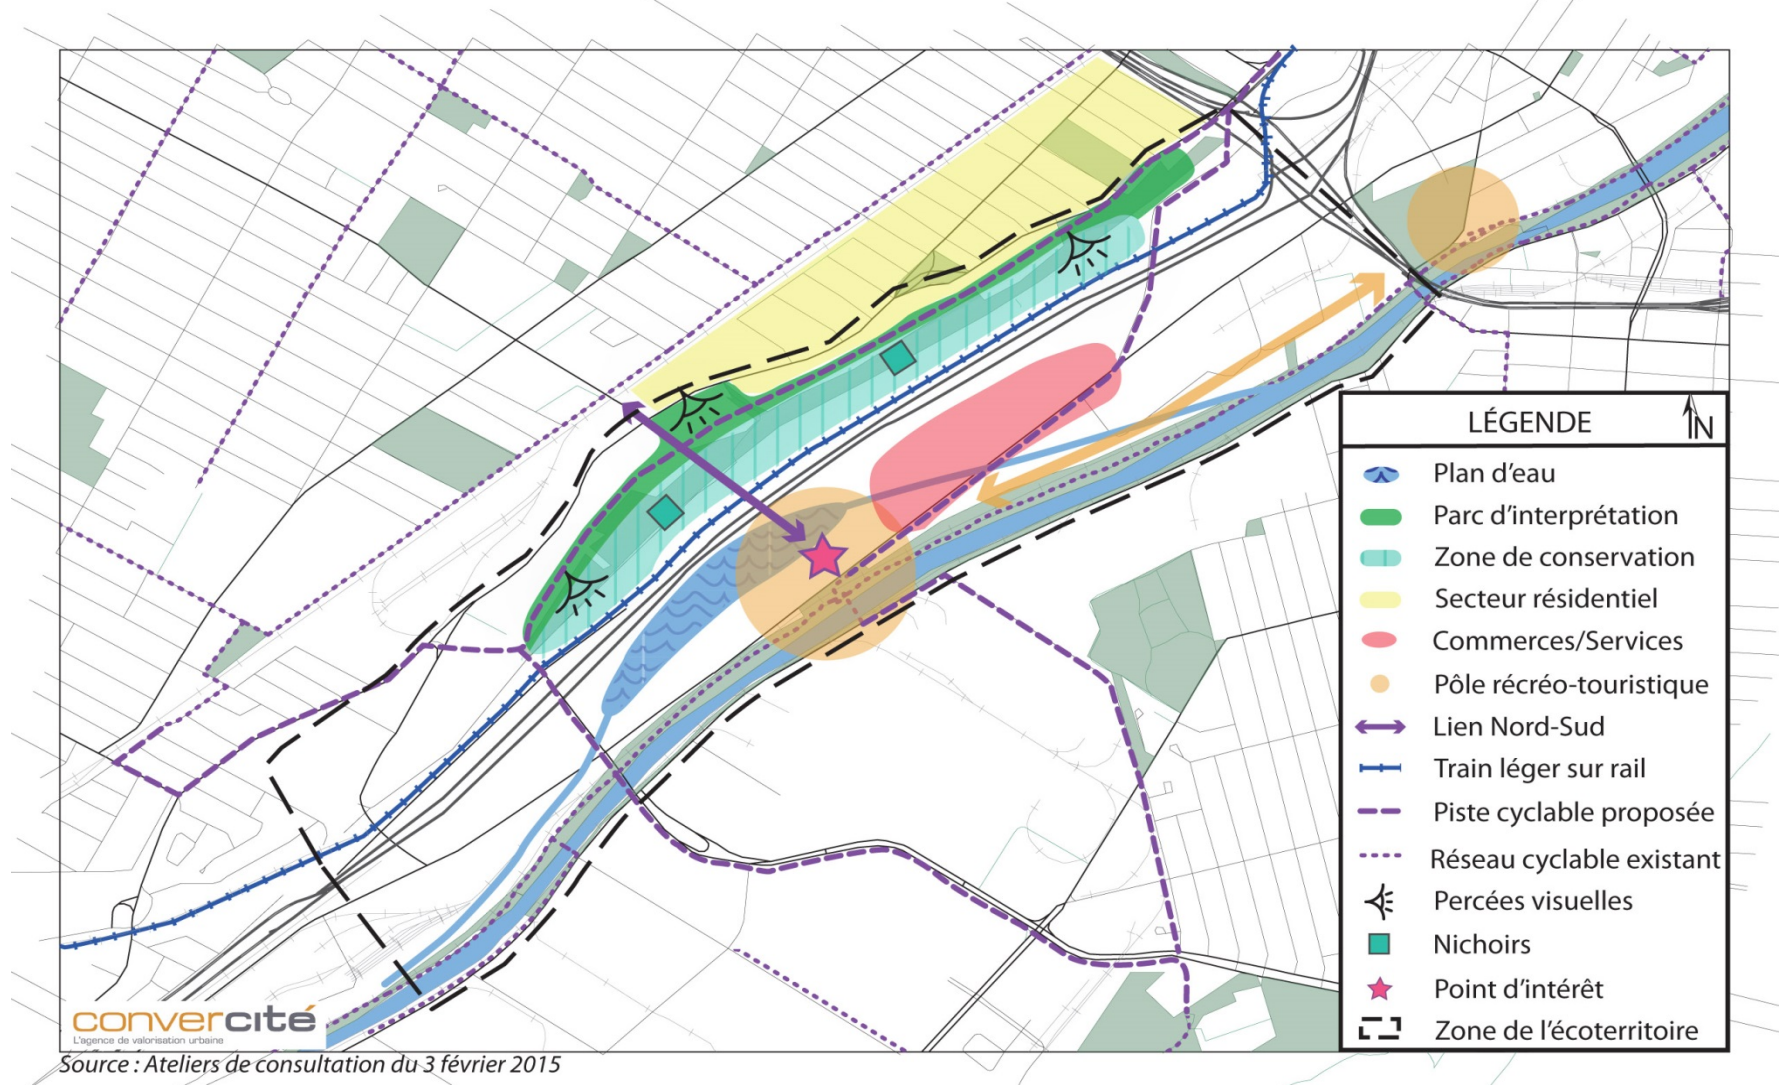 LÉGENDE
N
Plan d'eau
Parc d'interprétation
Zone de conservation
Secteur résidentiel
Commerces/Services
Pôle récréo-touristique
Lien Nord-Sud
Train léger sur rail
Piste cyclable proposée
Réseau cyclable existant
Percées visuelles
Nichoirs
Point d'intérêt
Zone de l'écoterritoire
convercité
L'agence de valorisation urbaine
Source : Ateliers de consultation du 3 février 2015